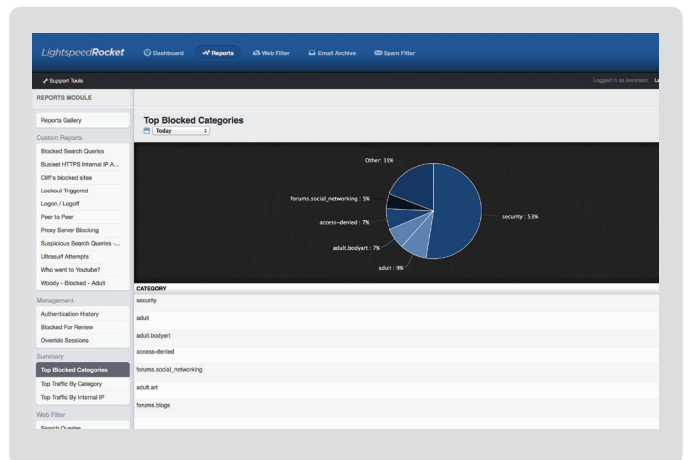 LightspeedRocket
Dashboard Reports Web Filter Email Archive Spam Filter
Support Tools Logged in as
REPORTS MODULE
Reports Gallery
Custom Reports
Blocked Search Queries
Busiest HTTPS Internal IP A...
Cliff's blocked sites
Lockout Triggered
Logon / Logoff
Peer to Peer
Proxy Server Blocking
Suspicious Search Queries -...
Ultrasurf Attempts
Who went to Youtube?
Woody - Blocked - Adult
Management
Authentication History
Blocked For Review
Override Sessions
Summary
Top Blocked Categories
Top Traffic By Category
Top Traffic By Internal IP
Web Filter
Search Queries
Top Blocked Categories
Today
Other: 19%
forums.social_networking : 5%
access-denied : 7%
adult.bodyart : 7%
adult : 9%
security : 53%
CATEGORY
security
adult
adult.bodyart
access-denied
forums.social_networking
adult.art
forums.blogs